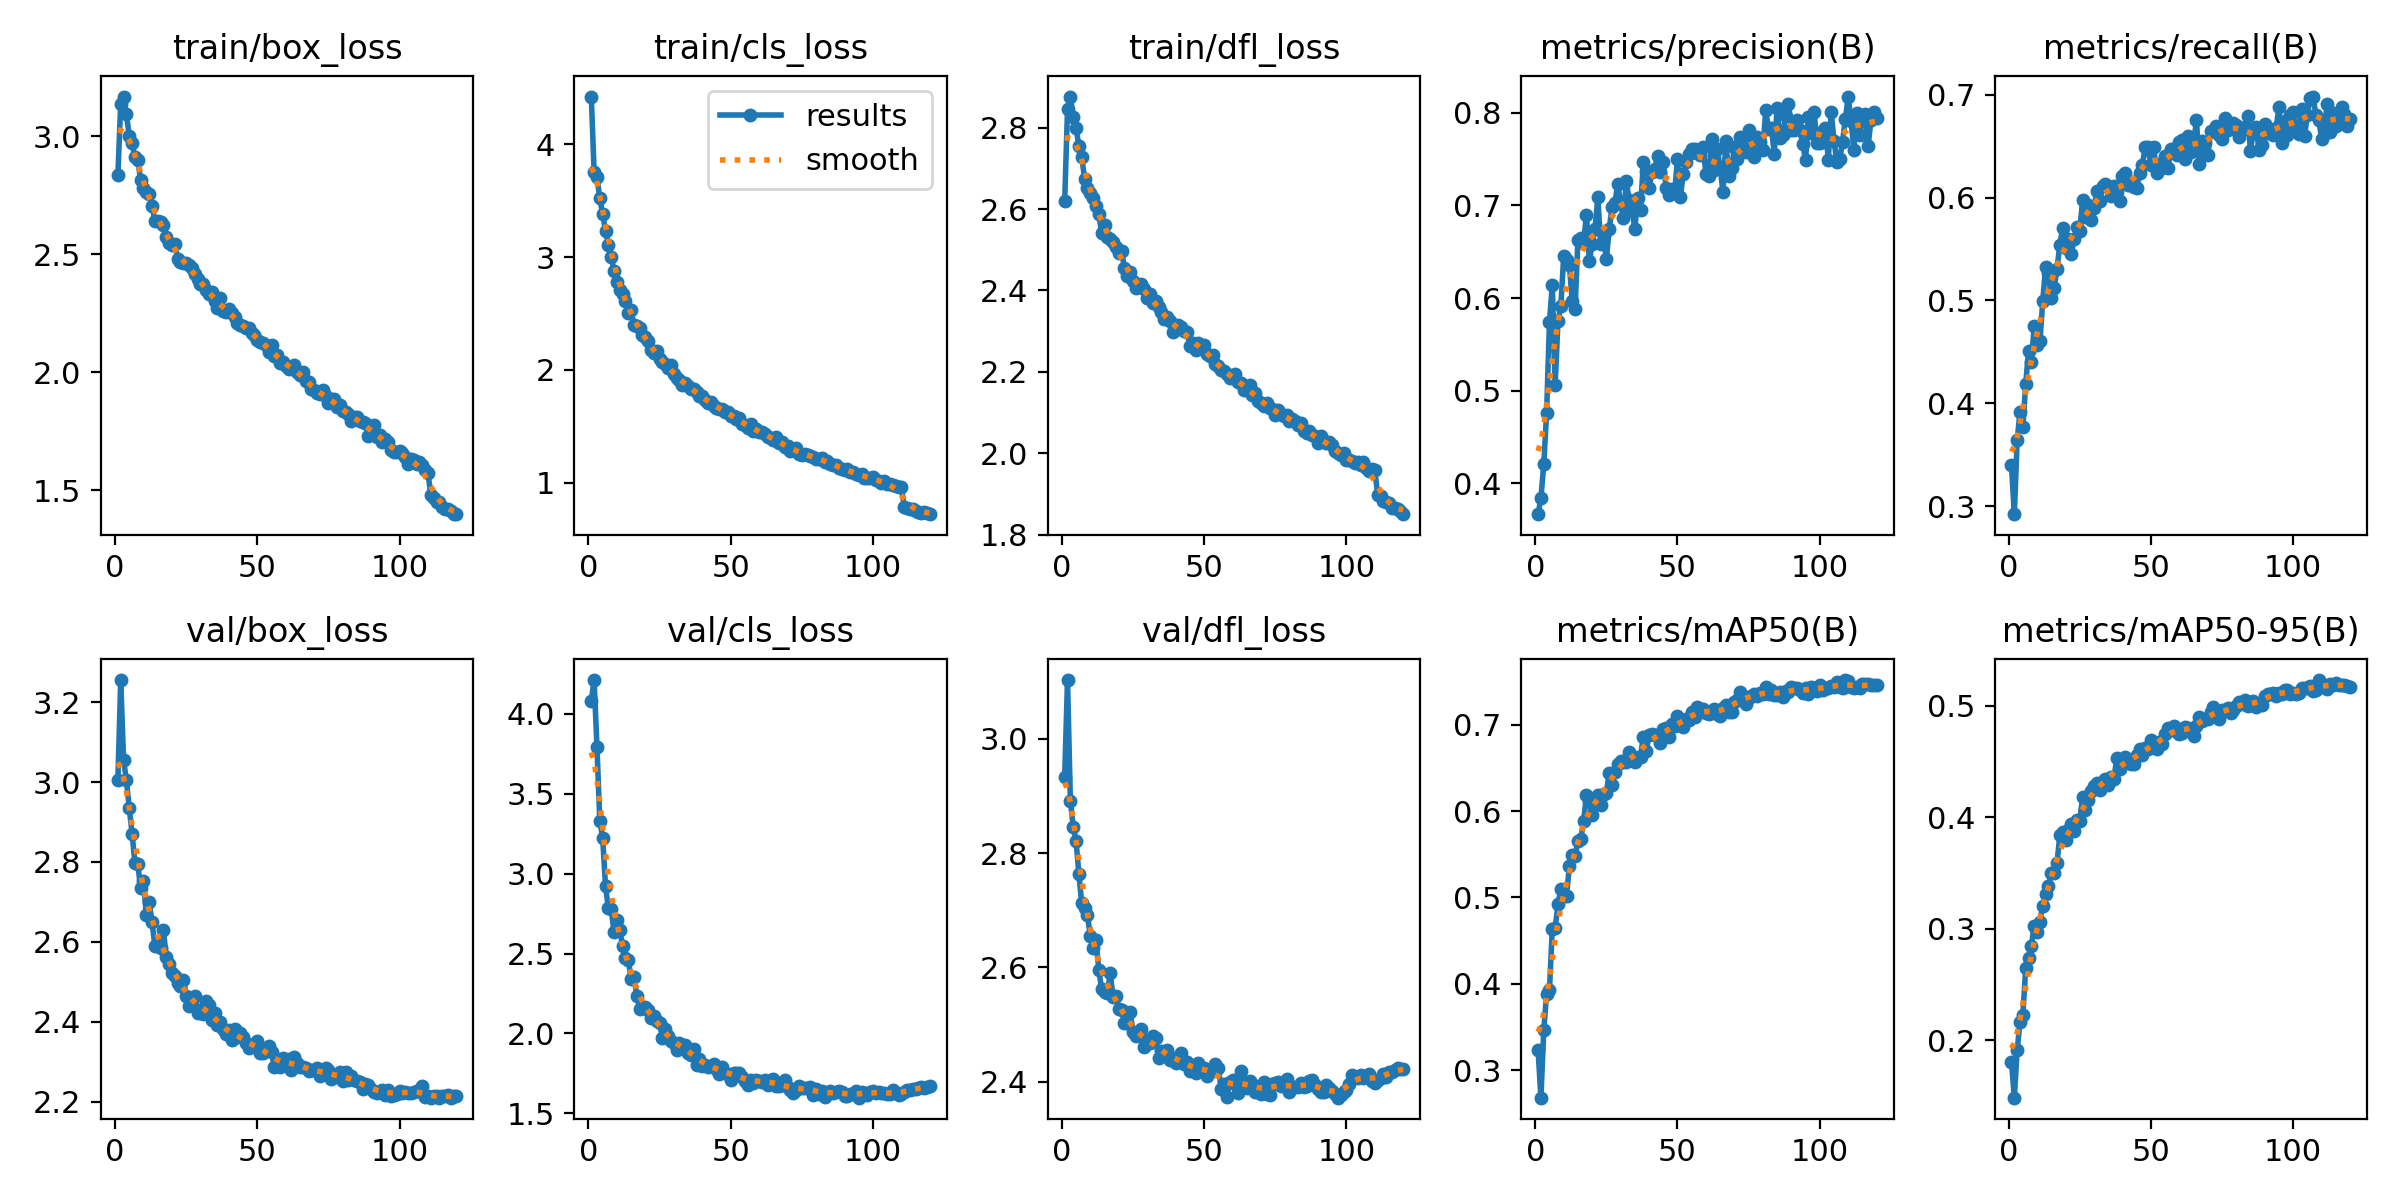 train/box_loss
3.0
2.5
2.0
1.5
0 50 100
train/cls_loss
results
smooth
4
3
2
1
0 50 100
train/dfl_loss
2.8
2.6
2.4
2.2
2.0
1.8
0 50 100
metrics/precision(B)
0.8
0.7
0.6
0.5
0.4
0 50 100
metrics/recall(B)
0.7
0.6
0.5
0.4
0.3
0 50 100
val/box_loss
3.2
3.0
2.8
2.6
2.4
2.2
0 50 100
val/cls_loss
4.0
3.5
3.0
2.5
2.0
1.5
0 50 100
val/dfl_loss
3.0
2.8
2.6
2.4
0 50 100
metrics/mAP50(B)
0.7
0.6
0.5
0.4
0.3
0 50 100
metrics/mAP50-95(B)
0.5
0.4
0.3
0.2
0 50 100